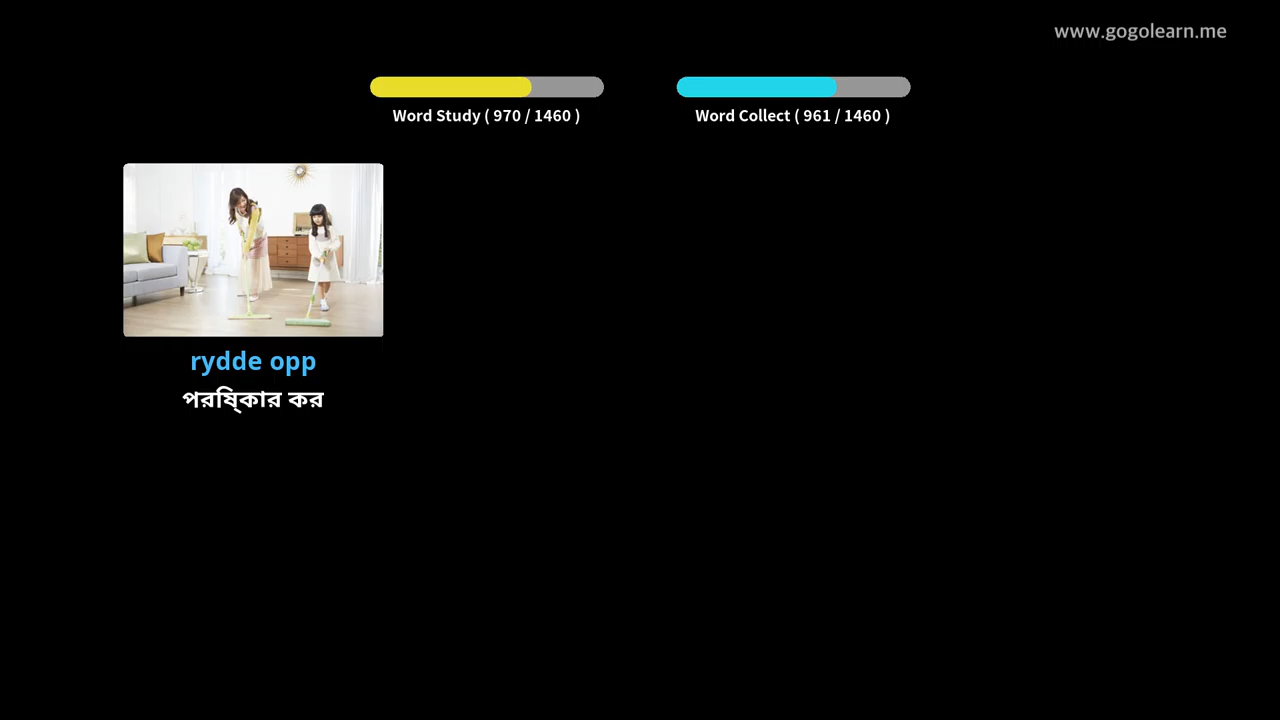 www.gogolearn.me
Word Study ( 970 / 1460 )
Word Collect ( 961 / 1460 )
rydde opp
পরিষ্কার কর